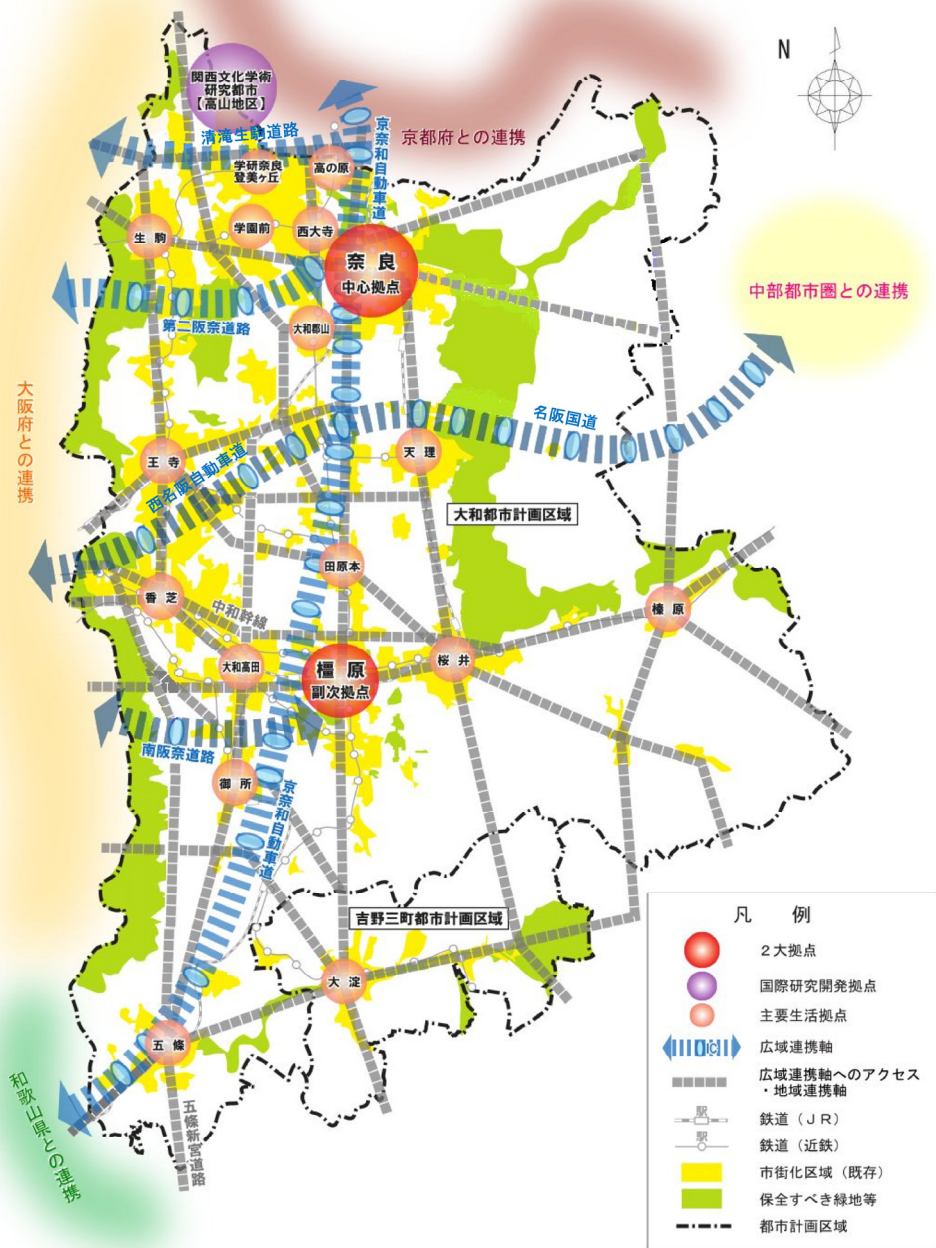 関西文化学術
研究都市
【高山地区】
N
清滝生駒道路
京奈和自動車道
京都府との連携
学研奈良
登美ヶ丘
高の原
生駒
学園前
西大寺
奈良
中心拠点
中部都市圏との連携
第二阪奈道路
大和郡山
大阪府との連携
名阪国道
王寺
西名阪自動車道
天理
大和都市計画区域
田原本
香芝
中和幹線
榛原
大和高田
橿原
副次拠点
桜井
南阪奈道路
御所
京奈和自動車道
吉野三町都市計画区域
大淀
五條
和歌山県との連携
五條新宮道路
凡例
2大拠点
国際研究開発拠点
主要生活拠点
IC
広域連携軸
広域連携軸へのアクセス
・地域連携軸
駅
鉄道(JR)
駅
鉄道(近鉄)
市街化区域(既存)
保全すべき緑地等
都市計画区域